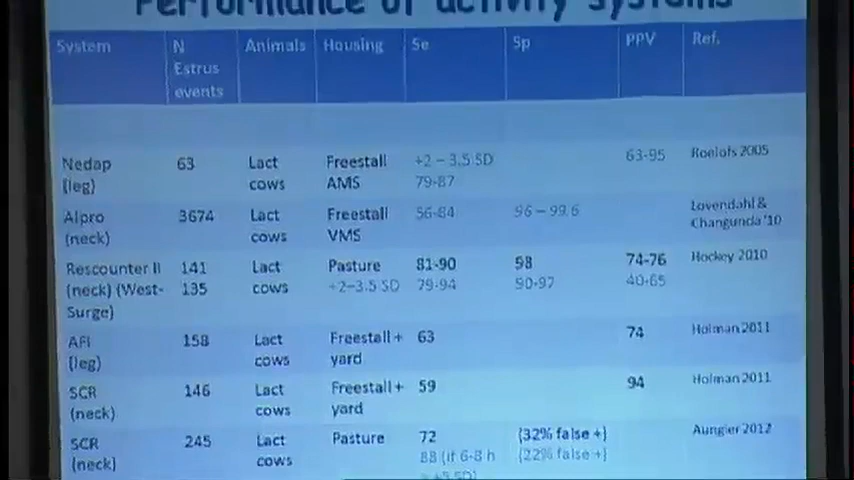 Performance of activity systems
System N Estrus events Animals Housing Se Sp PPV Ref.
Nedap (leg) 63 Lact cows Freestall AMS +2 – 3.5 SD 79-87 63-95 Roelofs 2005
Alpro (neck) 3674 Lact cows Freestall VMS 56-84 96 – 99.6 Lovendahl & Changunda '10
Rescounter II (neck) (West-Surge) 141 135 Lact cows Pasture +2–3.5 SD 81-90 79-94 98 90-97 74-76 40-65 Hockey 2010
AFI (leg) 158 Lact cows Freestall + yard 63 74 Holman 2011
SCR (neck) 146 Lact cows Freestall + yard 59 94 Holman 2011
SCR (neck) 245 Lact cows Pasture 72 88 (if 6-8 h (32% false +) (22% false +) Aungier 2012